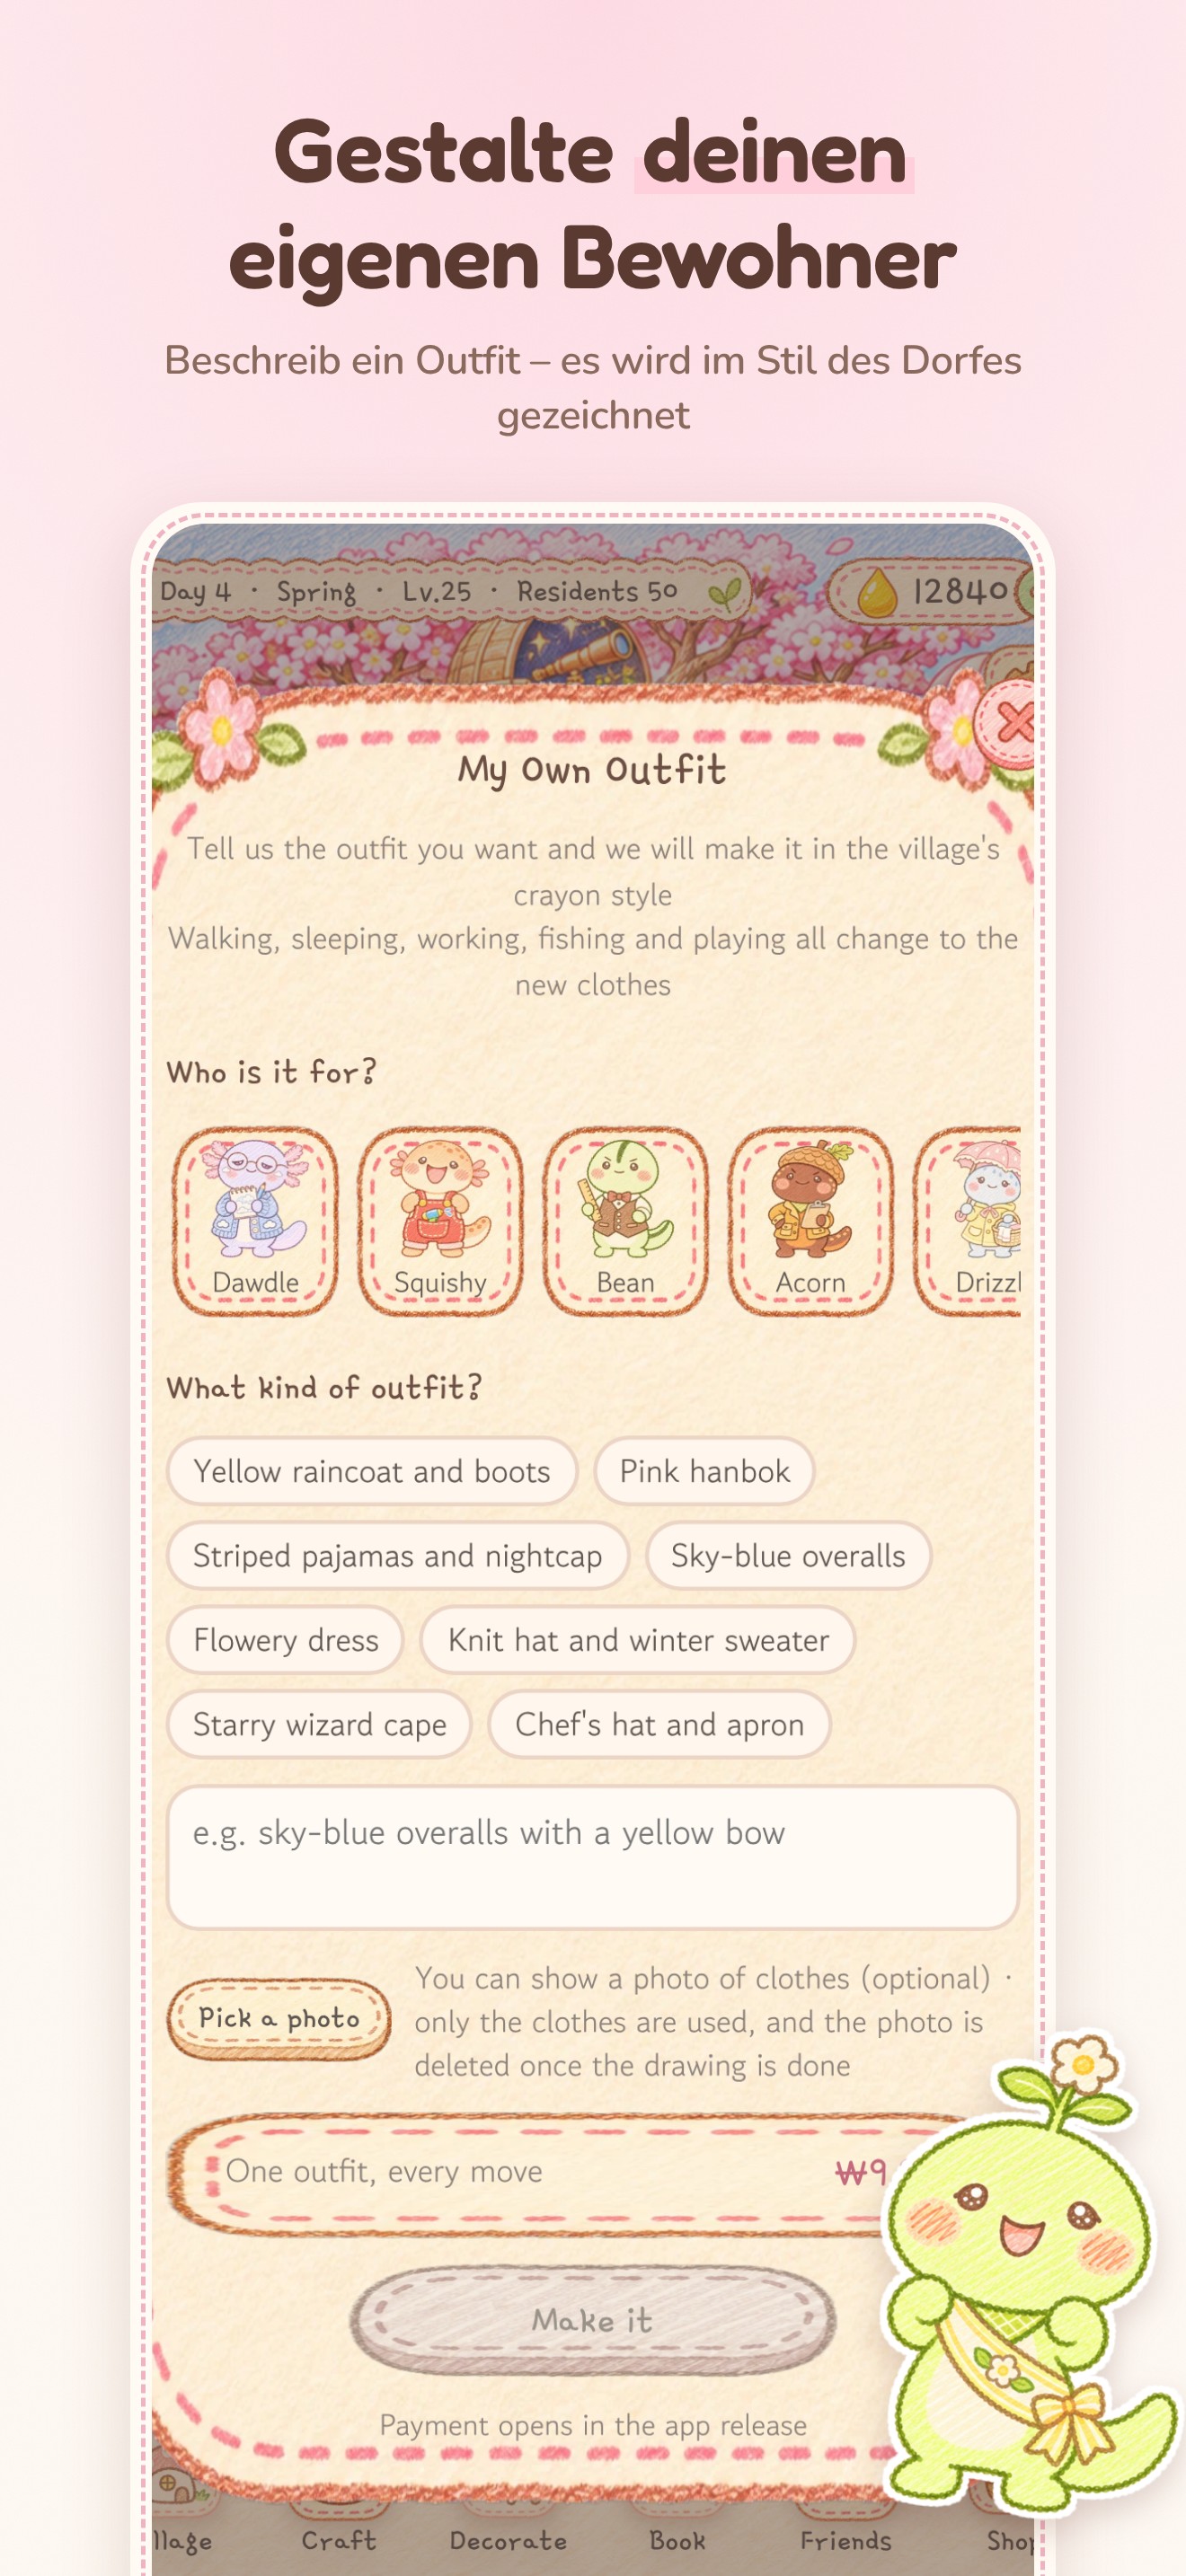 Gestalte deinen
eigenen Bewohner
Beschreib ein Outfit – es wird im Stil des Dorfes
gezeichnet
Day 4 · Spring · Lv.25 · Residents 50
12840
My Own Outfit
Tell us the outfit you want and we will make it in the village's
crayon style
Walking, sleeping, working, fishing and playing all change to the
new clothes
Who is it for?
Dawdle Squishy Bean Acorn
What kind of outfit?
Yellow raincoat and boots Pink hanbok
Striped pajamas and nightcap Sky-blue overalls
Flowery dress Knit hat and winter sweater
Starry wizard cape Chef's hat and apron
e.g. sky-blue overalls with a yellow bow
Pick a photo
You can show a photo of clothes (optional) ·
only the clothes are used, and the photo is
deleted once the drawing is done
One outfit, every move
Make it
Payment opens in the app release
Craft Decorate Book Friends